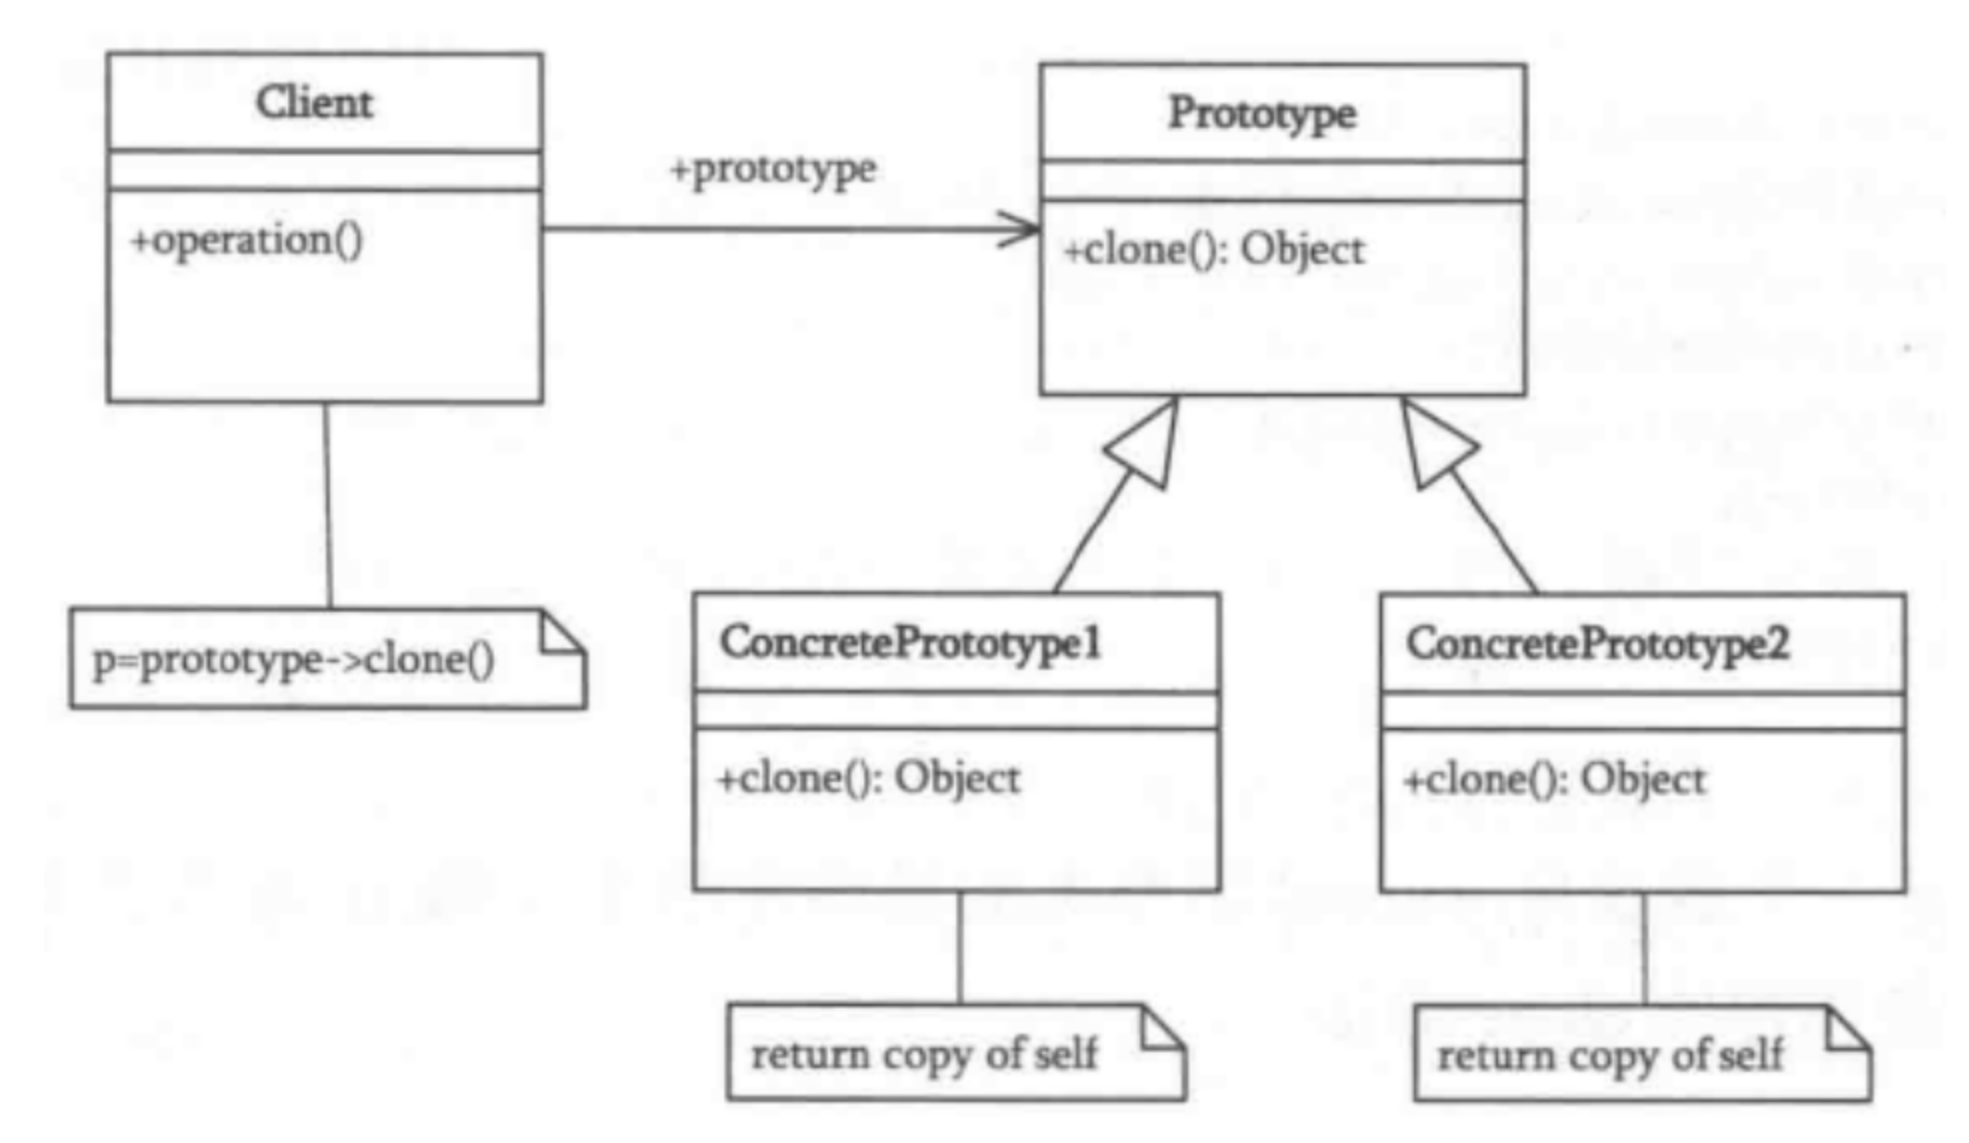 Client
+operation()
+prototype
Prototype
+clone(): Object
p=prototype->clone()
ConcretePrototype1
+clone(): Object
return copy of self
ConcretePrototype2
+clone(): Object
return copy of self